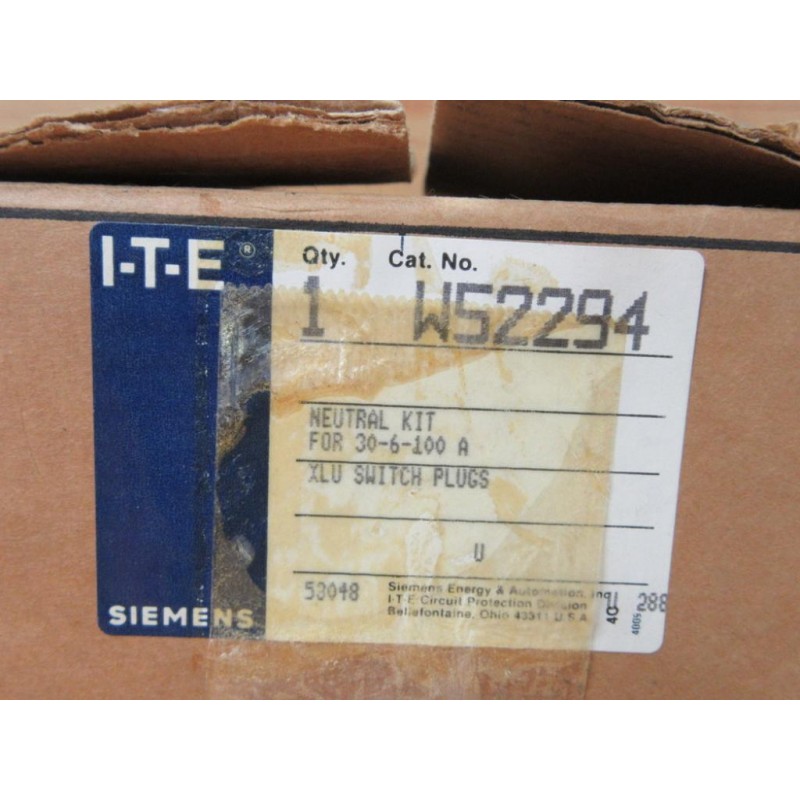 I-T-E®
Qty. Cat. No.
1 W52294
NEUTRAL KIT
FOR 30-6-100 A
XLU SWITCH PLUGS
U
SIEMENS
53048
Siemens Energy & Automation, Inc
I-T-E Circuit Protection Division
Bellefontaine, Ohio 43311 U.S.A
288
4005